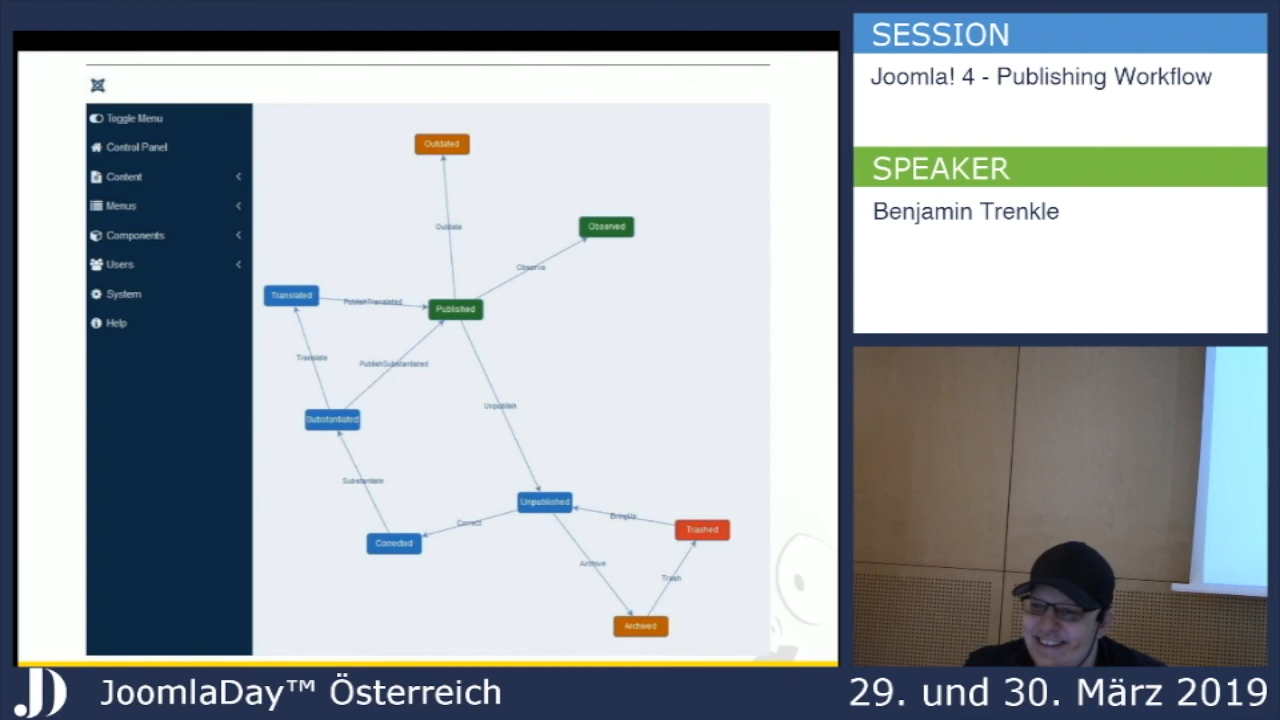 SESSION
Joomla! 4 - Publishing Workflow
SPEAKER
Benjamin Trenkle
Toggle Menu
Control Panel
Content
Menus
Components
Users
System
Help
Outdated
Outdate
Observed
Observe
Translated
PublishTranslated
Published
Translate
PublishSubstantiated
Unpublish
Substantiated
Substantiate
Unpublished
BringUp
Trashed
Correct
Corrected
Archive
Trash
Archived
JoomlaDay™ Österreich
29. und 30. März 2019